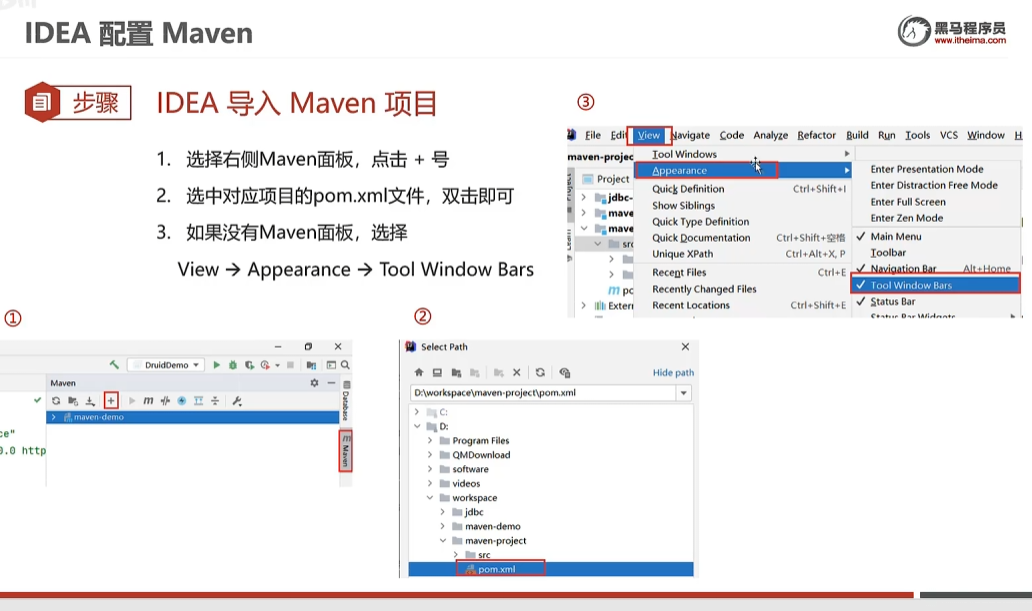 IDEA 配置 Maven
黑马程序员
www.itheima.com
步骤
IDEA 导入 Maven 项目
1. 选择右侧Maven面板，点击 + 号
2. 选中对应项目的pom.xml文件，双击即可
3. 如果没有Maven面板，选择
View → Appearance → Tool Window Bars
③
File Edit View Navigate Code Analyze Refactor Build Run Tools VCS Window H
maven-projec
Tool Windows
Project
Appearance
Quick Definition Ctrl+Shift+I
Show Siblings
Quick Type Definition
Quick Documentation Ctrl+Shift+空格
Unique XPath Ctrl+Alt+X, P
Recent Files Ctrl+E
Recently Changed Files
Recent Locations Ctrl+Shift+E
jdbc-
mave
mave
src
po
Extern
Enter Presentation Mode
Enter Distraction Free Mode
Enter Full Screen
Enter Zen Mode
Main Menu
Toolbar
Navigation Bar Alt+Home
Tool Window Bars
Status Bar
Status Bar Widgets
①
DruidDemo
Maven
maven-demo
ce"
0.0 http
Database
Maven
②
Select Path
Hide path
D:\workspace\maven-project\pom.xml
C:
D:
Program Files
QMDownload
software
videos
workspace
jdbc
maven-demo
maven-project
src
pom.xml